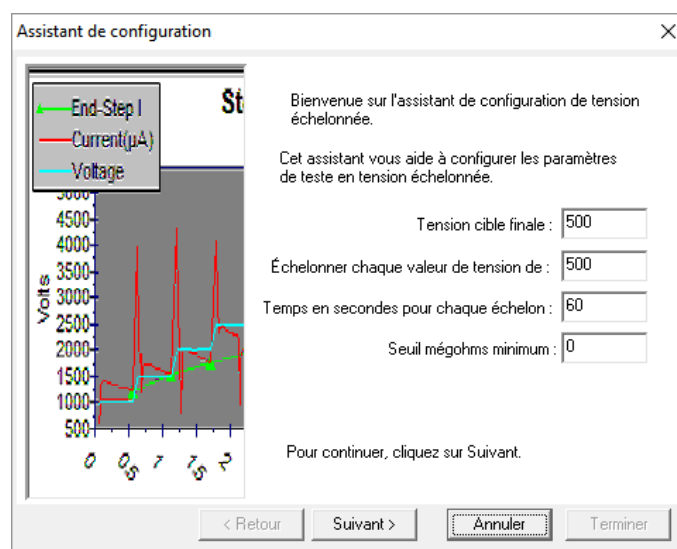 Assistant de configuration
End-Step I
Current(µA)
Voltage
St
Volts
5000
4500
4000
3500
3000
2500
2000
1500
1000
500
0
0.5
1
1.5
2
Bienvenue sur l'assistant de configuration de tension
échelonnée.
Cet assistant vous aide à configurer les paramètres
de teste en tension échelonnée.
Tension cible finale : 500
Échelonner chaque valeur de tension de : 500
Temps en secondes pour chaque échelon : 60
Seuil mégohms minimum : 0
Pour continuer, cliquez sur Suivant.
< Retour
Suivant >
Annuler
Terminer